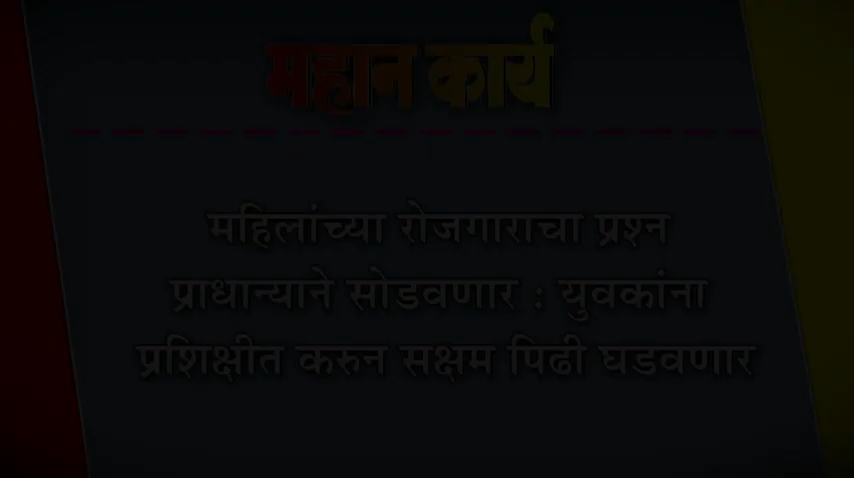 महान कार्य
महिलांच्या रोजगाराचा प्रश्न
प्राधान्याने सोडवणार : युवकांना
प्रशिक्षीत करुन सक्षम पिढी घडवणार